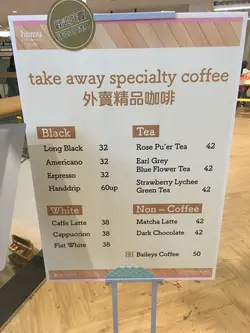 hemu
take away specialty coffee
外賣精品咖啡
Black
Long Black 32
Americano 32
Espresso 32
Handdrip 60up
White
Caffe Latte 38
Cappuccino 38
Flat White 38
Tea
Rose Pu'er Tea 42
Earl Grey
Blue Flower Tea 42
Strawberry Lychee
Green Tea 42
Non - Coffee
Matcha Latte 42
Dark Chocolate 42
Baileys Coffee 50